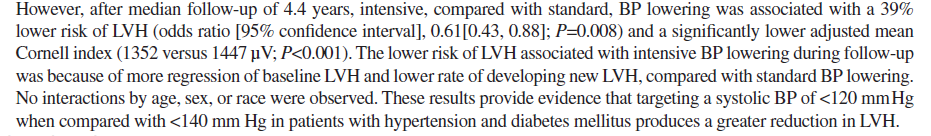 However, after median follow-up of 4.4 years, intensive, compared with standard, BP lowering was associated with a 39%
lower risk of LVH (odds ratio [95% confidence interval], 0.61[0.43, 0.88]; P=0.008) and a significantly lower adjusted mean
Cornell index (1352 versus 1447 μV; P<0.001). The lower risk of LVH associated with intensive BP lowering during follow-up
was because of more regression of baseline LVH and lower rate of developing new LVH, compared with standard BP lowering.
No interactions by age, sex, or race were observed. These results provide evidence that targeting a systolic BP of <120 mm Hg
when compared with <140 mm Hg in patients with hypertension and diabetes mellitus produces a greater reduction in LVH.